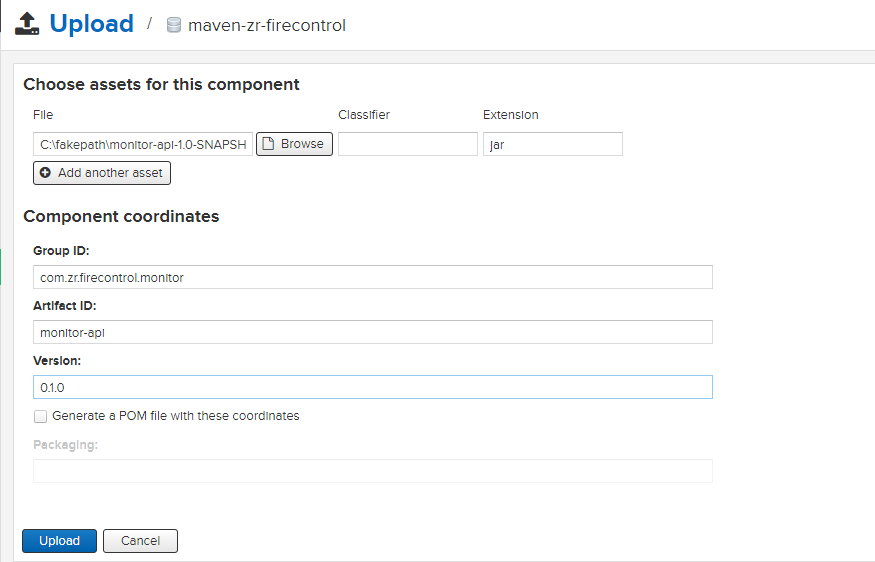 Upload / maven-zr-firecontrol
Choose assets for this component
File Classifier Extension
C:\fakepath\monitor-api-1.0-SNAPSH Browse jar
Add another asset
Component coordinates
Group ID:
com.zr.firecontrol.monitor
Artifact ID:
monitor-api
Version:
0.1.0
Generate a POM file with these coordinates
Packaging:
Upload Cancel